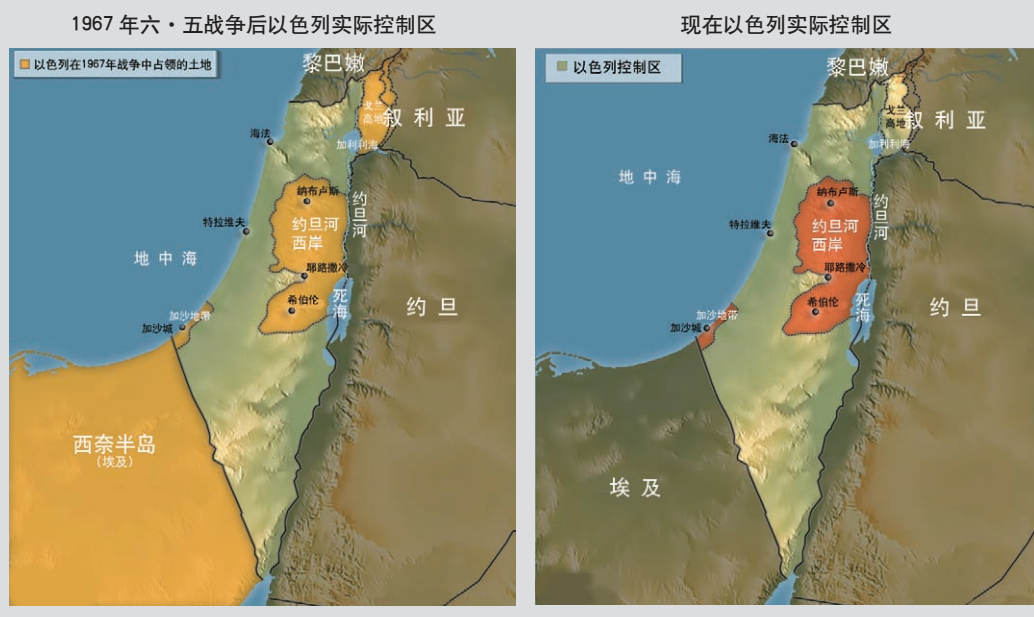 1967 年六·五战争后以色列实际控制区
现在以色列实际控制区
以色列在1967年战争中占领的土地
黎巴嫩
戈兰
高地
叙利亚
海法
加利利海
纳布卢斯
约旦河
特拉维夫
约旦河
西岸
地中海
耶路撒冷
希伯伦
死海
约旦
加沙地带
加沙城
西奈半岛
(埃及)
以色列控制区
黎巴嫩
戈兰
高地
叙利亚
海法
加利利海
地中海
纳布卢斯
约旦河
特拉维夫
约旦河
西岸
耶路撒冷
希伯伦
死海
约旦
加沙地带
加沙城
埃及